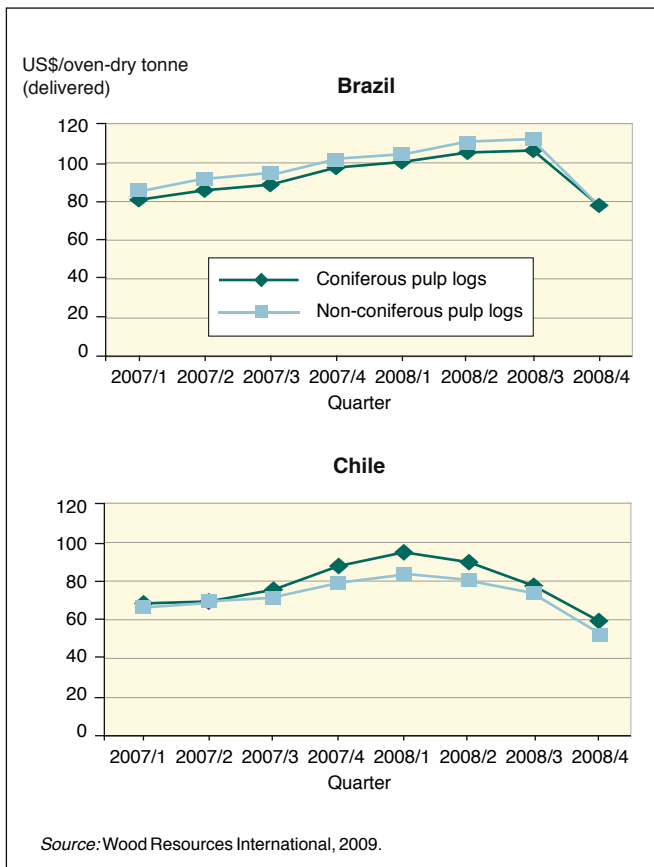 US$/oven-dry tonne
(delivered)
Brazil
120
100
80
60
40
20
0
Coniferous pulp logs
Non-coniferous pulp logs
2007/1 2007/2 2007/3 2007/4 2008/1 2008/2 2008/3 2008/4
Quarter
Chile
120
100
80
60
40
20
0
2007/1 2007/2 2007/3 2007/4 2008/1 2008/2 2008/3 2008/4
Quarter
Source: Wood Resources International, 2009.